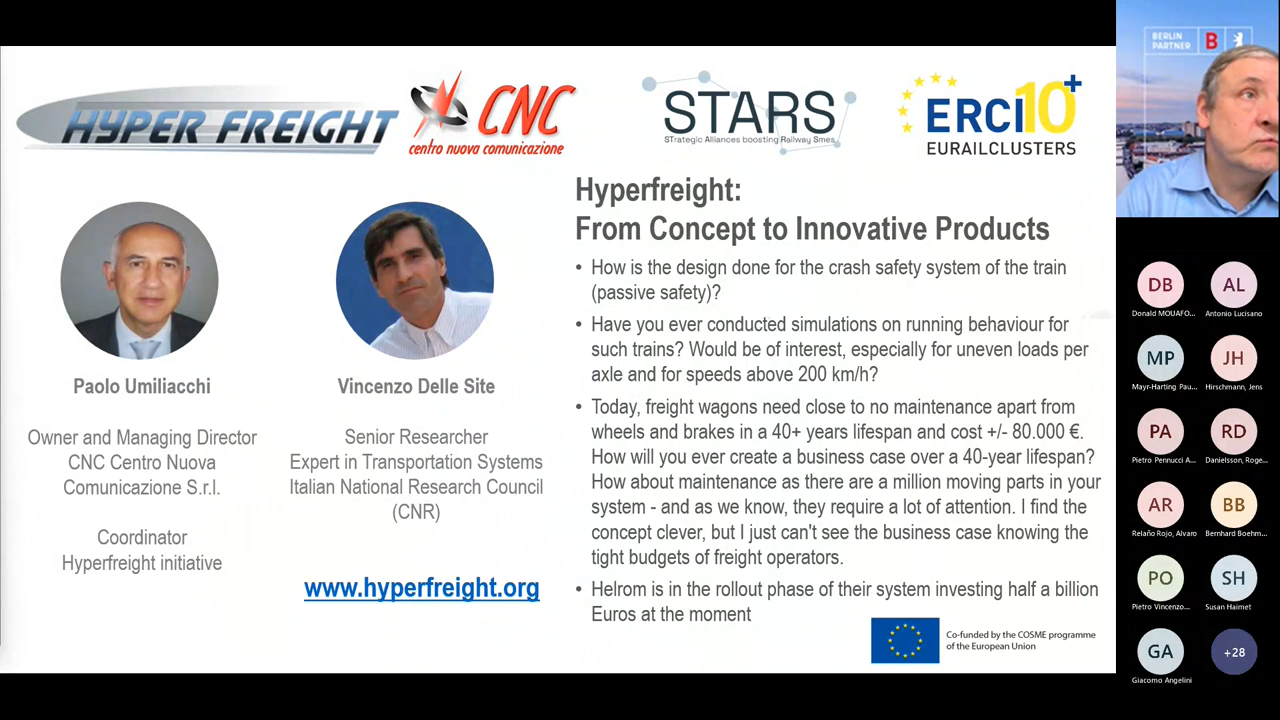 HYPER FREIGHT
CNC
centro nuova comunicazione
STARS
STrategic Alliances boosting Railway Smes
ERCI10+
EURAILCLUSTERS
Hyperfreight:
From Concept to Innovative Products
• How is the design done for the crash safety system of the train
(passive safety)?
• Have you ever conducted simulations on running behaviour for
such trains? Would be of interest, especially for uneven loads per
axle and for speeds above 200 km/h?
• Today, freight wagons need close to no maintenance apart from
wheels and brakes in a 40+ years lifespan and cost +/- 80.000 €.
How will you ever create a business case over a 40-year lifespan?
How about maintenance as there are a million moving parts in your
system - and as we know, they require a lot of attention. I find the
concept clever, but I just can't see the business case knowing the
tight budgets of freight operators.
• Helrom is in the rollout phase of their system investing half a billion
Euros at the moment
Paolo Umiliacchi
Owner and Managing Director
CNC Centro Nuova
Comunicazione S.r.l.
Coordinator
Hyperfreight initiative
Vincenzo Delle Site
Senior Researcher
Expert in Transportation Systems
Italian National Research Council
(CNR)
www.hyperfreight.org
Co-funded by the COSME programme
of the European Union
BERLIN
PARTNER
B
DB
Donald MOUAFO...
AL
Antonio Lucisano
MP
Mayr-Harting Pau...
JH
Hirschmann, Jens
PA
Pietro Pennucci A...
RD
Danielsson, Roge...
AR
Relaño Rojo, Alvaro
BB
Bernhard Boehm...
PO
Pietro Vincenzo...
SH
Susan Haimet
GA
Giacomo Angelini
+28